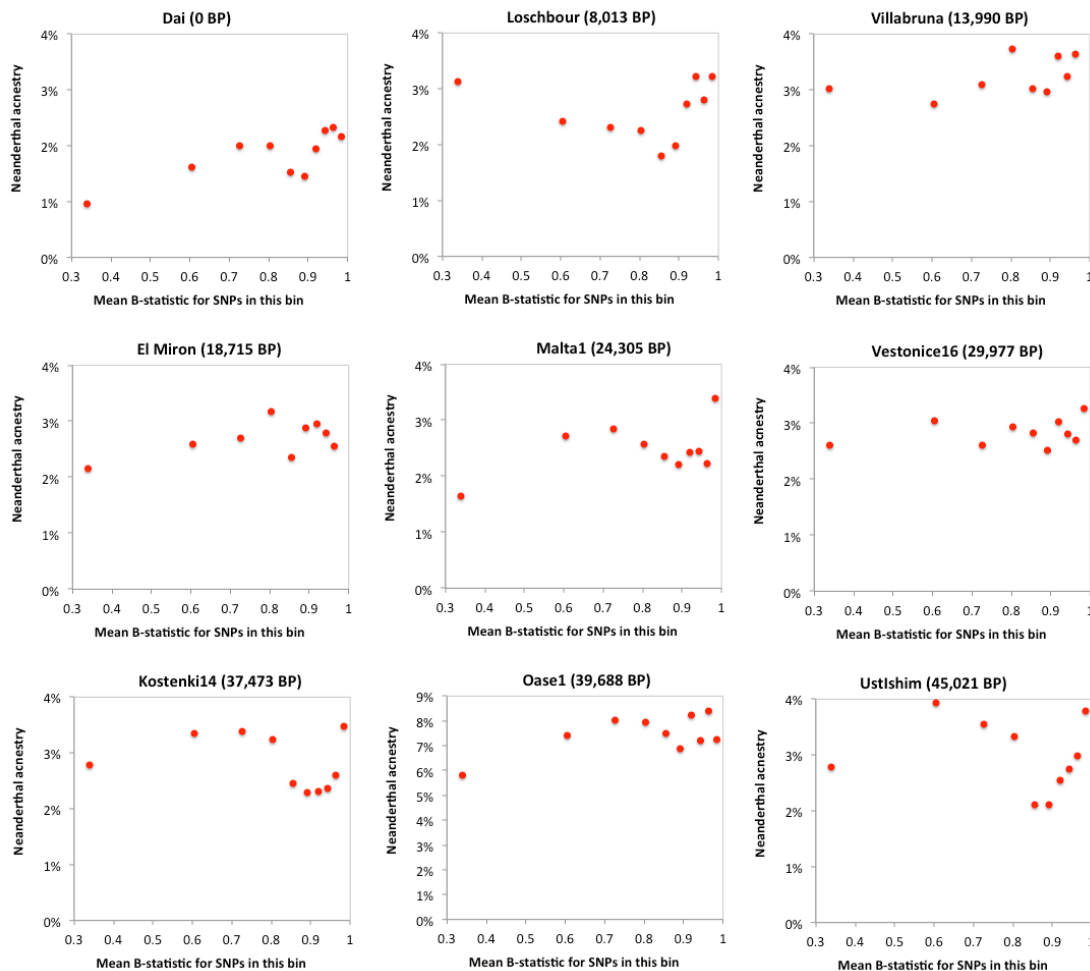 Dai (0 BP)
Neanderthal acnestry
4%
3%
2%
1%
0%
0.3 0.4 0.5 0.6 0.7 0.8 0.9 1
Mean B-statistic for SNPs in this bin
Loschbour (8,013 BP)
Neanderthal acnestry
4%
3%
2%
1%
0%
0.3 0.4 0.5 0.6 0.7 0.8 0.9 1
Mean B-statistic for SNPs in this bin
Villabruna (13,990 BP)
Neanderthal acnestry
4%
3%
2%
1%
0%
0.3 0.4 0.5 0.6 0.7 0.8 0.9 1
Mean B-statistic for SNPs in this bin
El Miron (18,715 BP)
Neanderthal acnestry
4%
3%
2%
1%
0%
0.3 0.4 0.5 0.6 0.7 0.8 0.9 1
Mean B-statistic for SNPs in this bin
Malta1 (24,305 BP)
Neanderthal acnestry
4%
3%
2%
1%
0%
0.3 0.4 0.5 0.6 0.7 0.8 0.9 1
Mean B-statistic for SNPs in this bin
Vestonice16 (29,977 BP)
Neanderthal acnestry
4%
3%
2%
1%
0%
0.3 0.4 0.5 0.6 0.7 0.8 0.9 1
Mean B-statistic for SNPs in this bin
Kostenki14 (37,473 BP)
Neanderthal acnestry
4%
3%
2%
1%
0%
0.3 0.4 0.5 0.6 0.7 0.8 0.9 1
Mean B-statistic for SNPs in this bin
Oase1 (39,688 BP)
Neanderthal acnestry
9%
8%
7%
6%
5%
4%
3%
2%
1%
0%
0.3 0.4 0.5 0.6 0.7 0.8 0.9 1
Mean B-statistic for SNPs in this bin
UstIshim (45,021 BP)
Neanderthal acnestry
4%
3%
2%
1%
0%
0.3 0.4 0.5 0.6 0.7 0.8 0.9 1
Mean B-statistic for SNPs in this bin